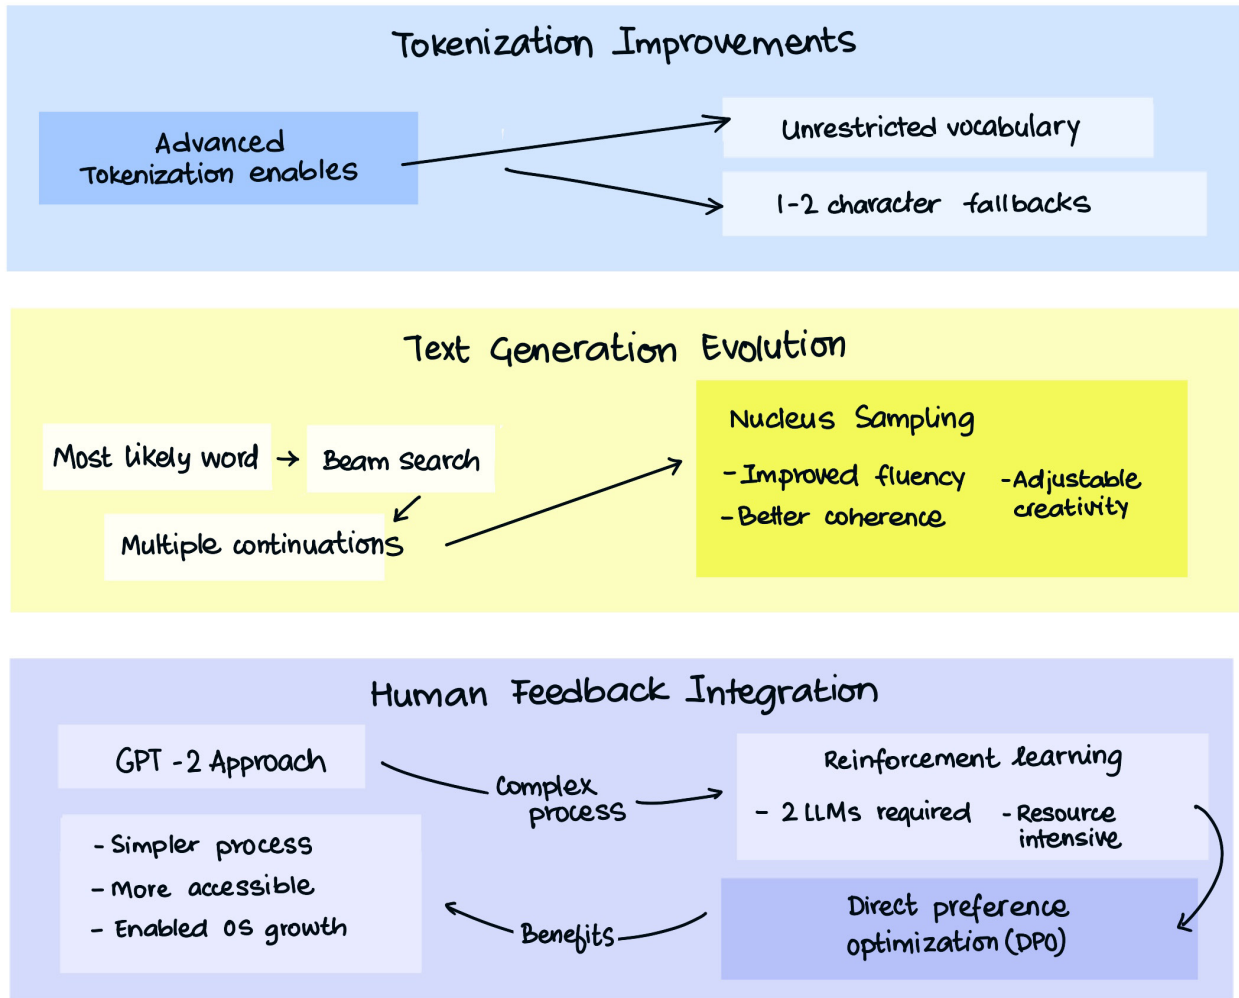 Tokenization Improvements
Advanced
Tokenization enables
Unrestricted vocabulary
1-2 character fallbacks
Text Generation Evolution
Most likely word
Beam search
Multiple continuations
Nucleus Sampling
- Improved fluency
- Better coherence
- Adjustable
creativity
Human Feedback Integration
GPT-2 Approach
Complex
process
Reinforcement learning
- 2 LLMs required
- Resource
intensive
Direct preference
optimization (DPO)
Benefits
- Simpler process
- More accessible
- Enabled OS growth